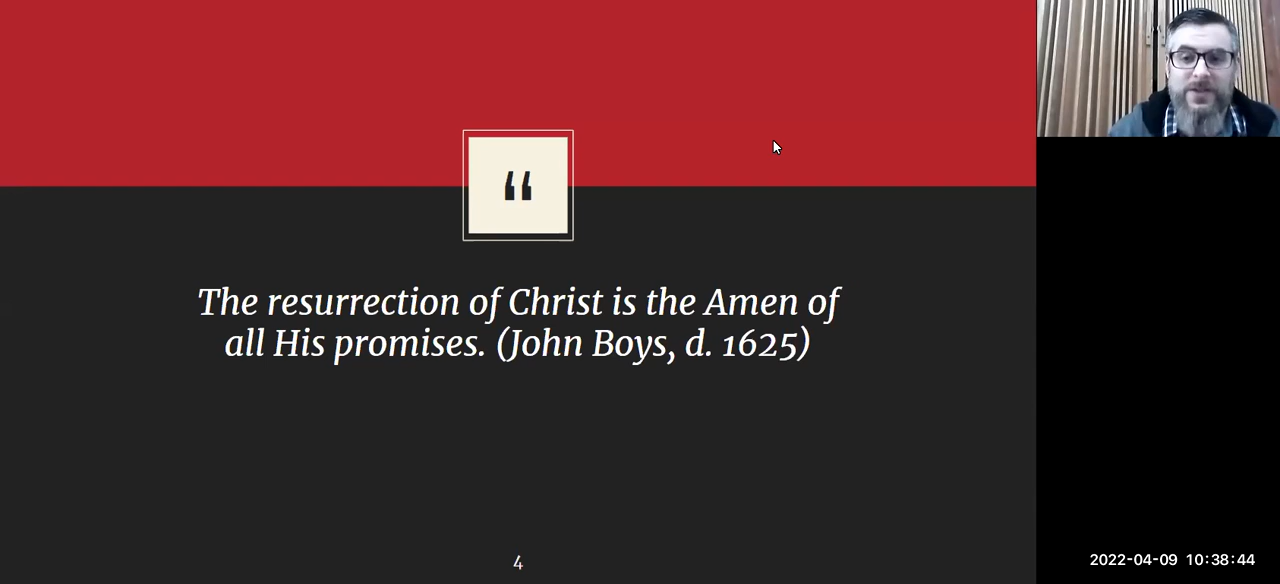 “
The resurrection of Christ is the Amen of
all His promises. (John Boys, d. 1625)
4
2022-04-09 10:38:44